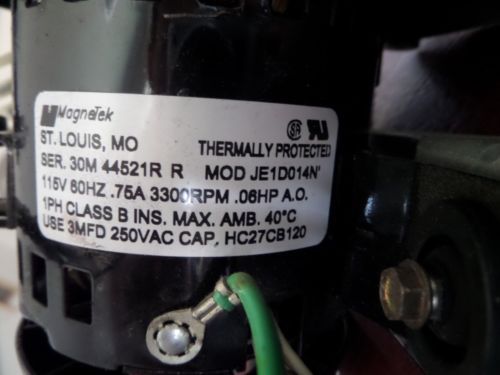 MagneTek
ST. LOUIS, MO THERMALLY PROTECTED
SER. 30M 44521R R MOD JE1D014N'
115V 60HZ .75A 3300RPM .06HP A.O.
1PH CLASS B INS. MAX. AMB. 40°C
USE 3MFD 250VAC CAP, HC27CB120